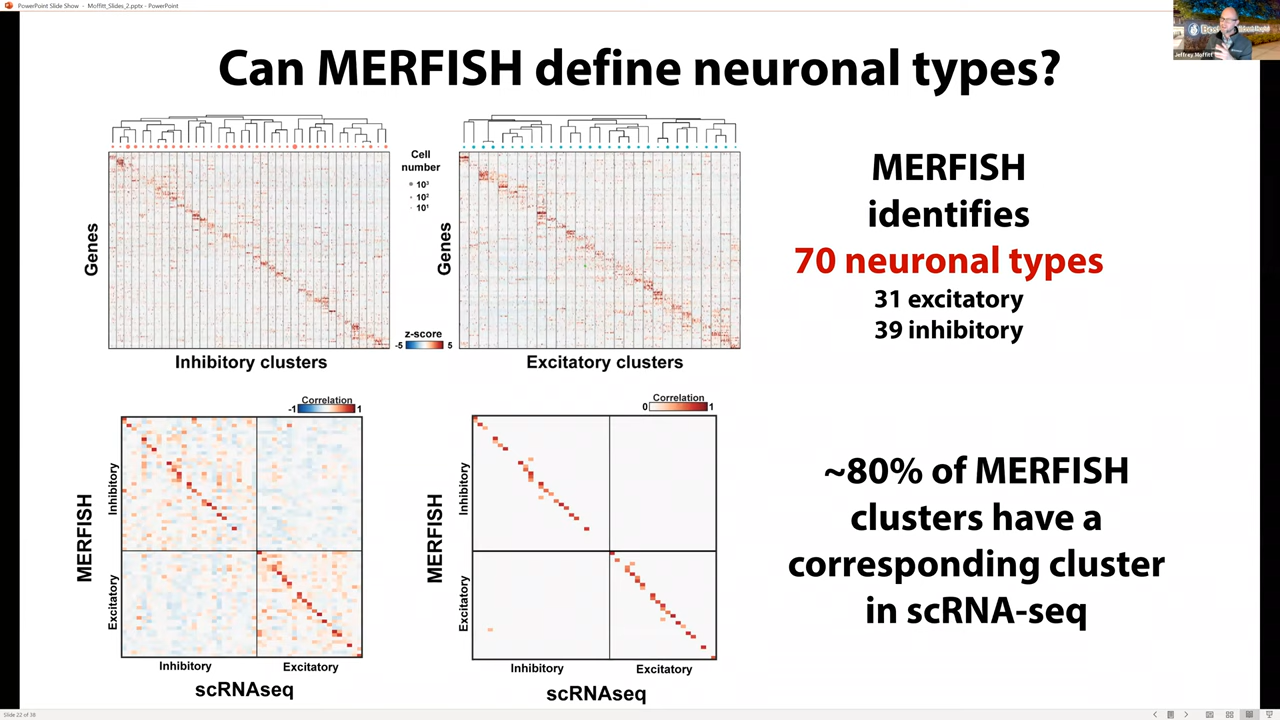 PowerPoint Slide Show - Moffitt_Slides_2.pptx - PowerPoint
Jeffrey Moffitt
Can MERFISH define neuronal types?
Cell
number
10³
10²
10¹
Genes
Genes
z-score
-5 5
Inhibitory clusters
Excitatory clusters
MERFISH
identifies
70 neuronal types
31 excitatory
39 inhibitory
Correlation
-1 1
Correlation
0 1
MERFISH
Inhibitory
Excitatory
Inhibitory Excitatory
scRNAseq
MERFISH
Inhibitory
Excitatory
Inhibitory Excitatory
scRNAseq
~80% of MERFISH
clusters have a
corresponding cluster
in scRNA-seq
Slide 22 of 38